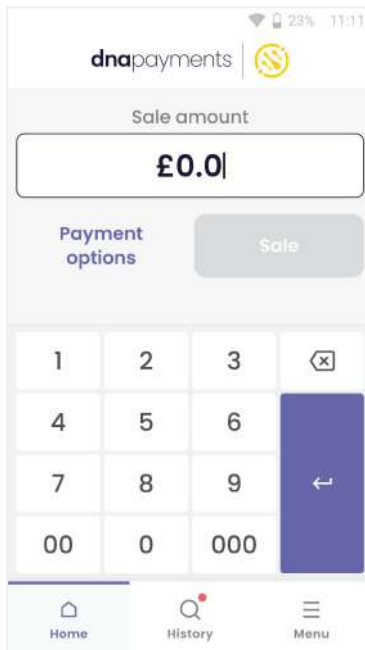 23% 11:11
dnapayments
Sale amount
£0.0
Payment
options
Sale
1 2 3
4 5 6
7 8 9
00 0 000
Home History Menu